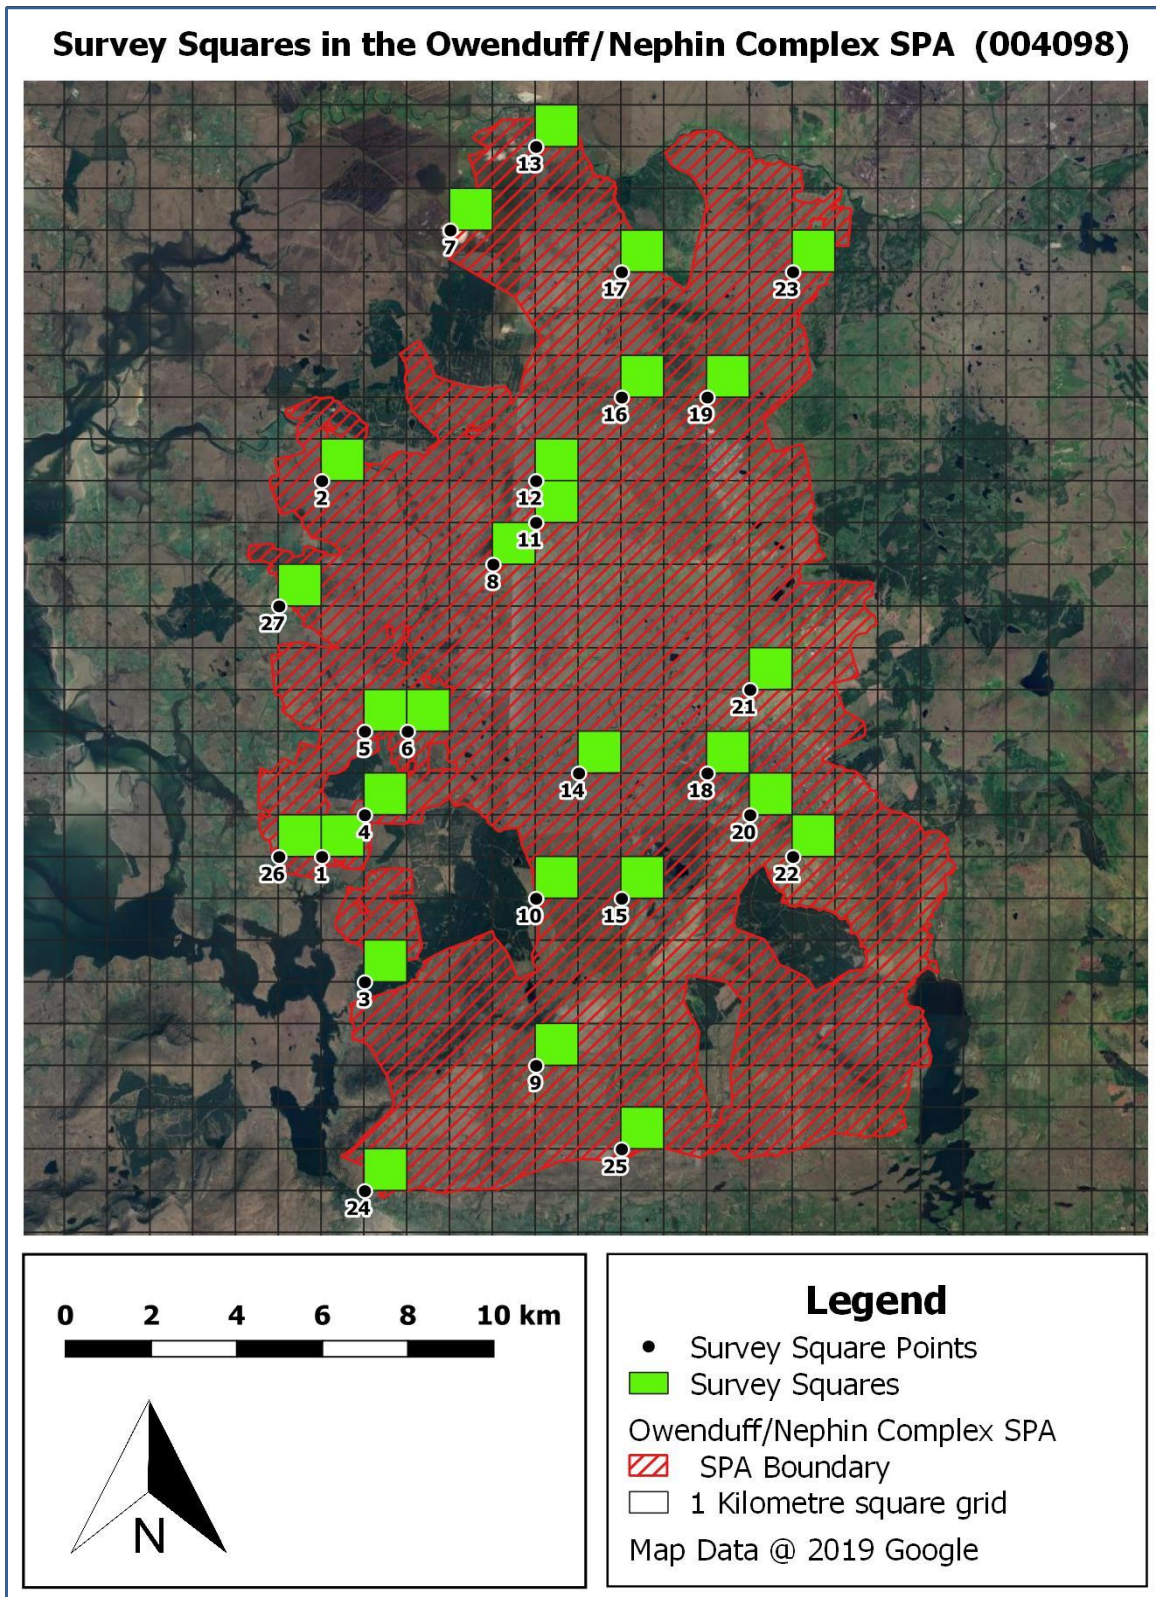 Survey Squares in the Owenduff/Nephin Complex SPA (004098)
13
7
17
23
16
19
2
12
11
8
27
21
5
6
14
18
4
20
26
1
22
10
15
3
9
25
24
0 2 4 6 8 10 km
N
Legend
Survey Square Points
Survey Squares
Owenduff/Nephin Complex SPA
SPA Boundary
1 Kilometre square grid
Map Data @ 2019 Google